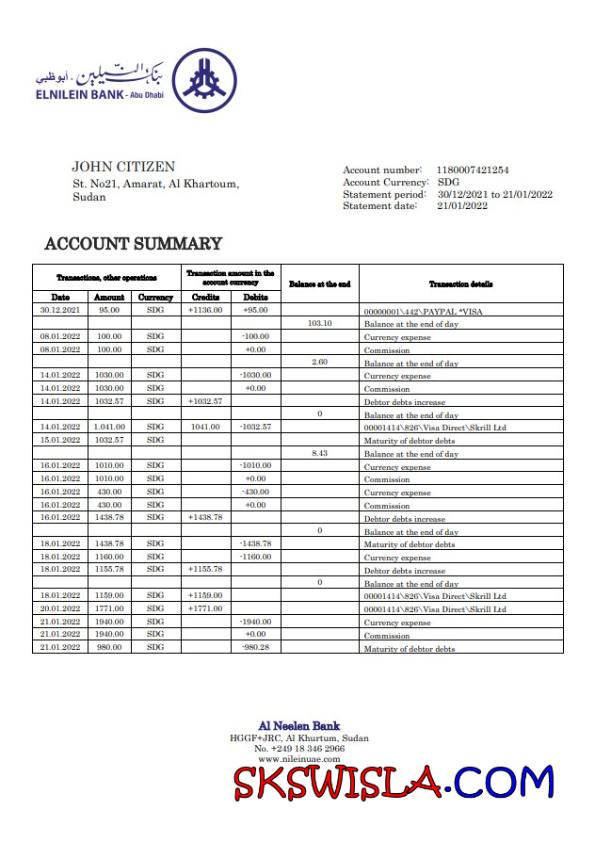 بنك النيلين - أبوظبي
ELNILEIN BANK - Abu Dhabi
JOHN CITIZEN
St. No21, Amarat, Al Khartoum,
Sudan
Account number: 1180007421254
Account Currency: SDG
Statement period: 30/12/2021 to 21/01/2022
Statement date: 21/01/2022
ACCOUNT SUMMARY
Transactions, other operations Transaction amount in the account currency Balance at the end Transaction details
Date Amount Currency Credits Debits
30.12.2021 95.00 SDG +1136.00 +95.00 00000001\442\PAYPAL *VISA
103.10 Balance at the end of day
08.01.2022 100.00 SDG -100.00 Currency expense
08.01.2022 100.00 SDG +0.00 Commission
2.60 Balance at the end of day
14.01.2022 1030.00 SDG -1030.00 Currency expense
14.01.2022 1030.00 SDG +0.00 Commission
14.01.2022 1032.57 SDG +1032.57 Debtor debts increase
0 Balance at the end of day
14.01.2022 1.041.00 SDG 1041.00 -1032.57 00001414\826\Visa Direct\Skrill Ltd
15.01.2022 1032.57 SDG Maturity of debtor debts
8.43 Balance at the end of day
16.01.2022 1010.00 SDG -1010.00 Currency expense
16.01.2022 1010.00 SDG +0.00 Commission
16.01.2022 430.00 SDG -430.00 Currency expense
16.01.2022 430.00 SDG +0.00 Commission
16.01.2022 1438.78 SDG +1438.78 Debtor debts increase
0 Balance at the end of day
18.01.2022 1438.78 SDG -1438.78 Maturity of debtor debts
18.01.2022 1160.00 SDG -1160.00 Currency expense
18.01.2022 1155.78 SDG +1155.78 Debtor debts increase
0 Balance at the end of day
18.01.2022 1159.00 SDG +1159.00 00001414\826\Visa Direct\Skrill Ltd
20.01.2022 1771.00 SDG +1771.00 00001414\826\Visa Direct\Skrill Ltd
21.01.2022 1940.00 SDG -1940.00 Currency expense
21.01.2022 1940.00 SDG +0.00 Commission
21.01.2022 980.00 SDG -980.28 Maturity of debtor debts
Al Neelen Bank
HGGF+JRC, Al Khurtum, Sudan
No. +249 18 346 2966
www.nileinuae.com
SKSWISLA.COM